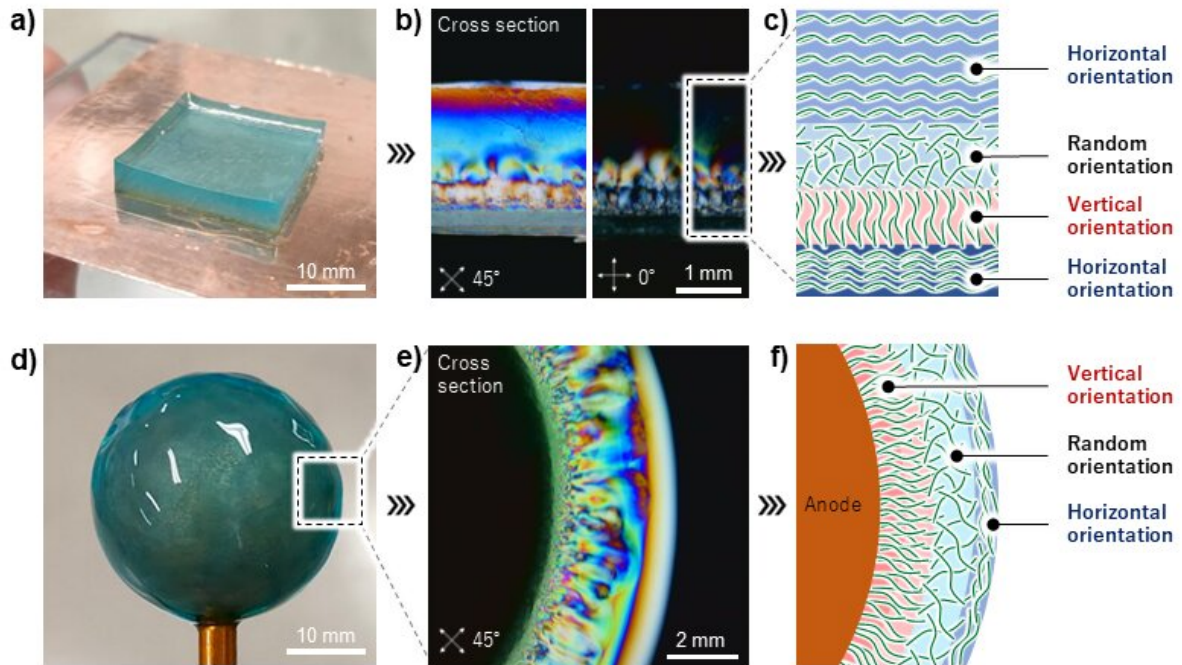 a)
10 mm
b)
Cross section
45°
0°
1 mm
c)
Horizontal
orientation
Random
orientation
Vertical
orientation
Horizontal
orientation
d)
10 mm
e)
Cross
section
45°
2 mm
f)
Anode
Vertical
orientation
Random
orientation
Horizontal
orientation